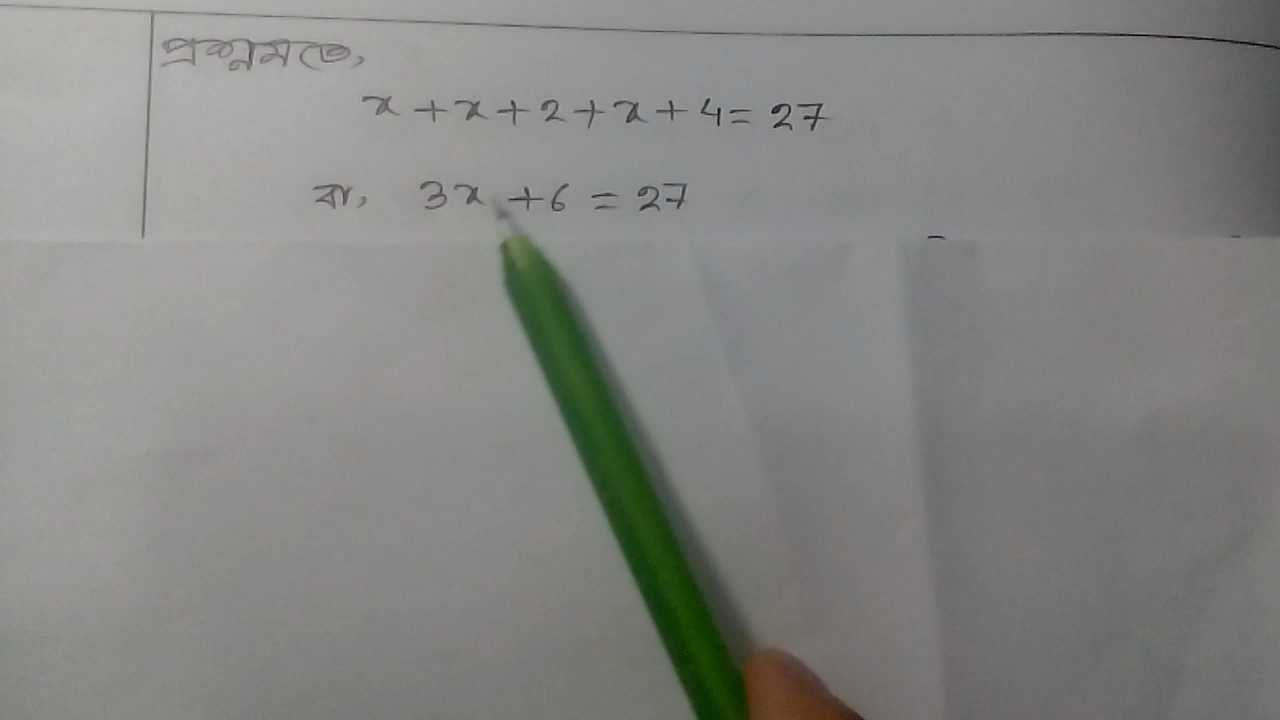 প্রশ্নমতে,
x + x + 2 + x + 4 = 27
বা, 3x + 6 = 27